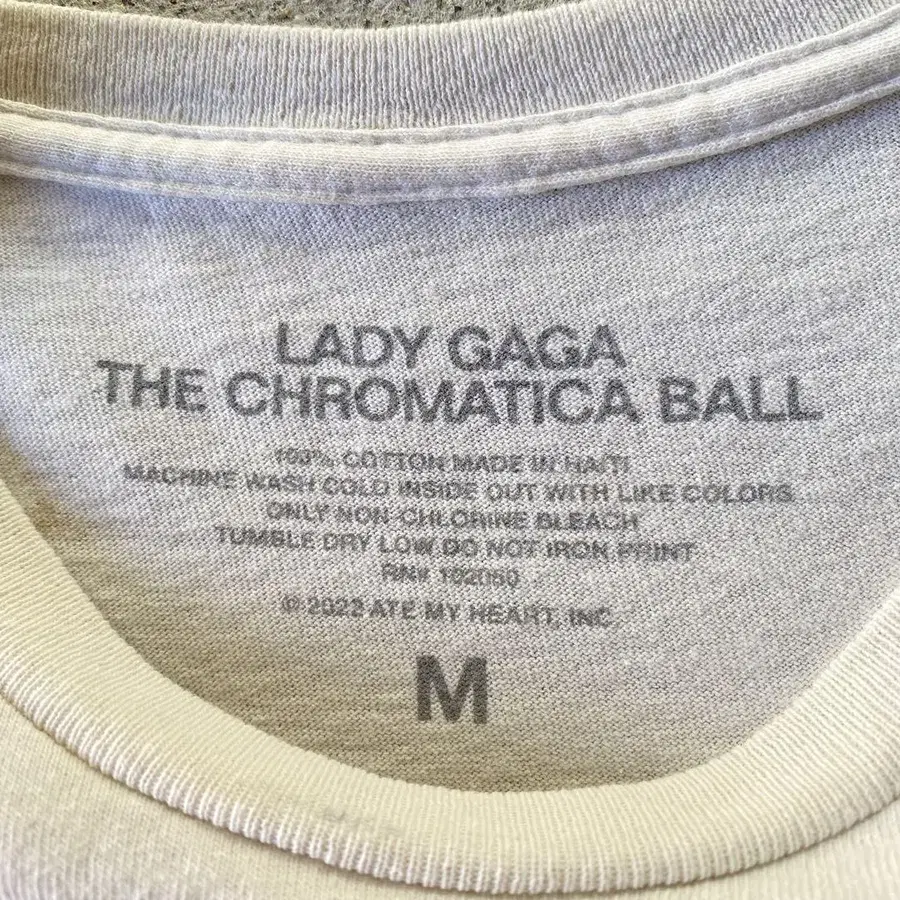 LADY GAGA
THE CHROMATICA BALL
100% COTTON MADE IN HAITI
MACHINE WASH COLD INSIDE OUT WITH LIKE COLORS
ONLY NON-CHLORINE BLEACH
TUMBLE DRY LOW DO NOT IRON PRINT
RN#
© 2022 ATE MY HEART, INC.
M